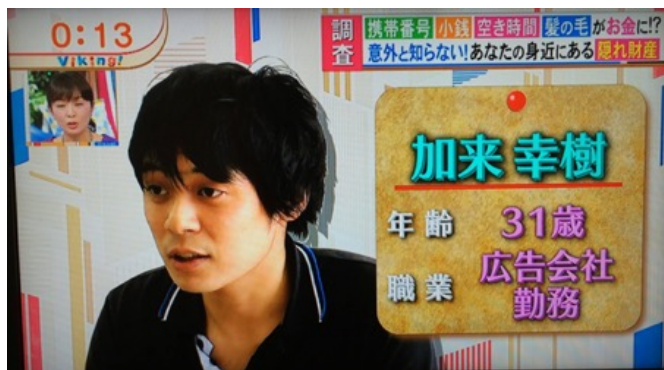 0:13
Viking!
調査
携帯番号 小銭 空き時間 髪の毛 がお金に!?
意外と知らない!あなたの身近にある 隠れ財産
加来 幸樹
年齢 31歳
職業 広告会社
勤務